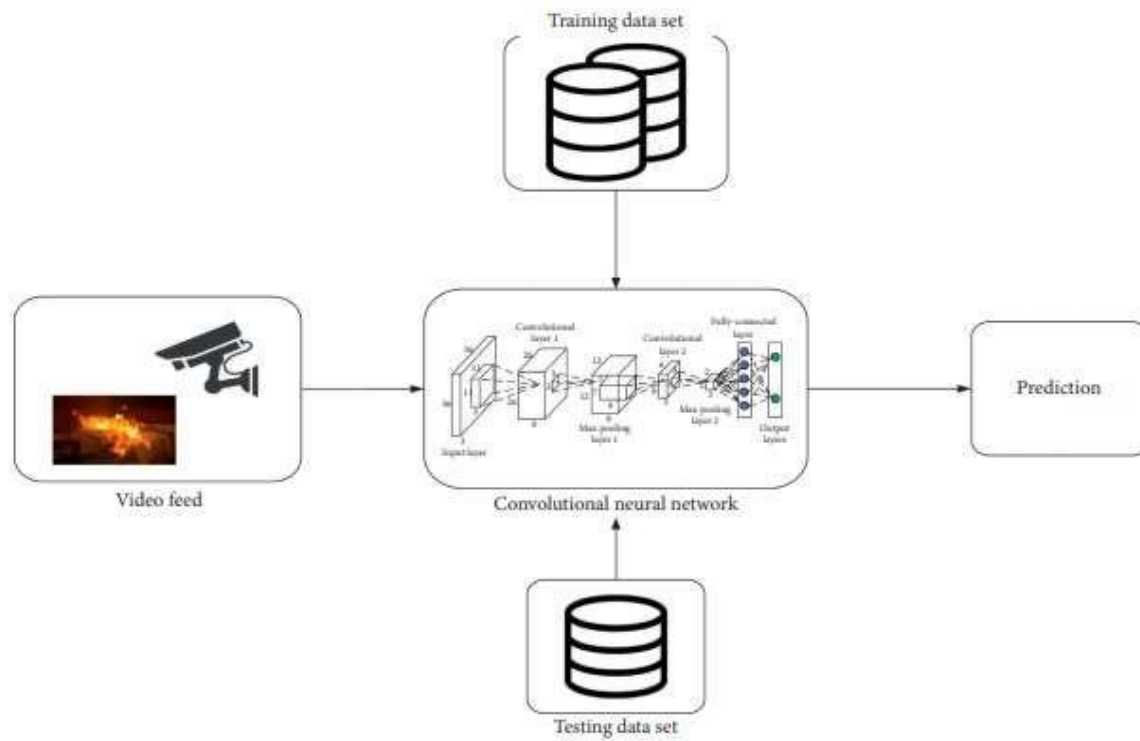 Training data set
Convolutional
layer 1
Convolutional
layer 2
Fully-connected
layer
Max pooling
layer 1
Max pooling
layer 2
Input layer
Output
layers
Video feed
Convolutional neural network
Prediction
Testing data set